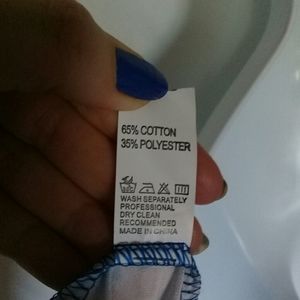 65% COTTON
35% POLYESTER
WASH SEPARATELY
PROFESSIONAL
DRY CLEAN
RECOMMENDED
MADE IN CHINA